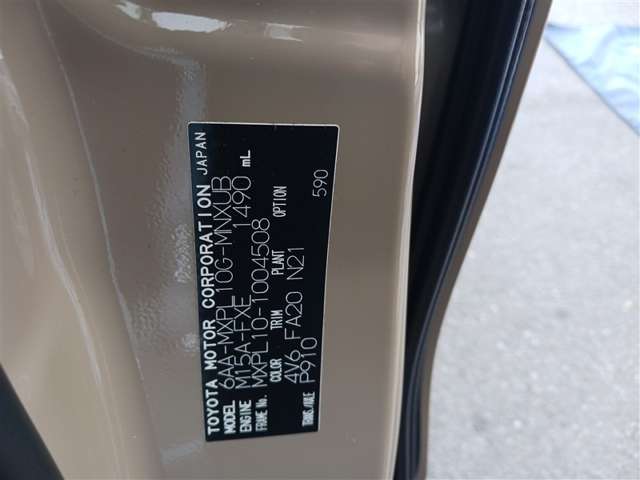 TOYOTA MOTOR CORPORATION JAPAN
MODEL 6AA-MXPL10G-MNXUB
ENGINE M15A-FXE 1490 mL
FRAME No. MXPL10-1004508
COLOR TRIM PLANT OPTION
4V6 FA20 N21 590
TRANS/AXLE P910